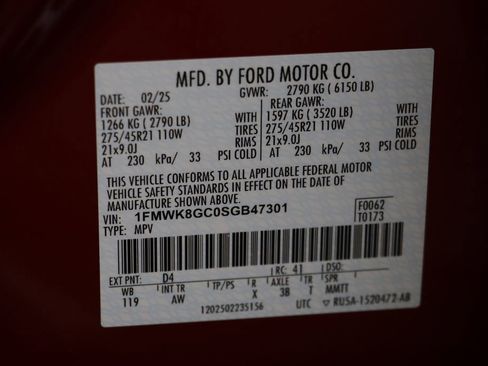 MFD. BY FORD MOTOR CO.
DATE: 02/25 GVWR: 2790 KG ( 6150 LB)
FRONT GAWR: REAR GAWR:
1266 KG ( 2790 LB) WITH 1597 KG ( 3520 LB) WITH
275/45R21 110W TIRES 275/45R21 110W TIRES
21x9.0J RIMS 21x9.0J RIMS
AT 230 kPa/ 33 PSI COLD AT 230 kPa/ 33 PSI COLD
THIS VEHICLE CONFORMS TO ALL APPLICABLE FEDERAL MOTOR
VEHICLE SAFETY STANDARDS IN EFFECT ON THE DATE OF
MANUFACTURE SHOWN ABOVE.
VIN: 1FMWK8GC0SGB47301 F0062
TYPE: MPV T0173
EXT PNT: D4 RC: 41 DSO:
WB INT TR TP/PS R AXLE TR SPR
119 AW X 38 T MMTT
1202502235156 UTC ▽ RU5A-1520472-AB